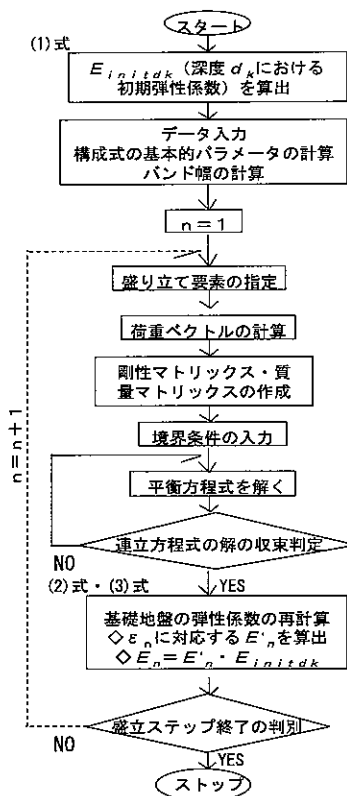 スタート
(1)式
E initdk (深度 dkにおける
初期弾性係数) を算出
データ入力
構成式の基本的パラメータの計算
バンド幅の計算
n=1
盛り立て要素の指定
荷重ベクトルの計算
剛性マトリックス・質
量マトリックスの作成
境界条件の入力
平衡方程式を解く
連立方程式の解の収束判定
NO
YES
(2)式・(3)式
基礎地盤の弾性係数の再計算
◇εnに対応するE'nを算出
◇En=E'n・E initdk
n=n+1
盛立ステップ終了の判別
NO
YES
ストップ